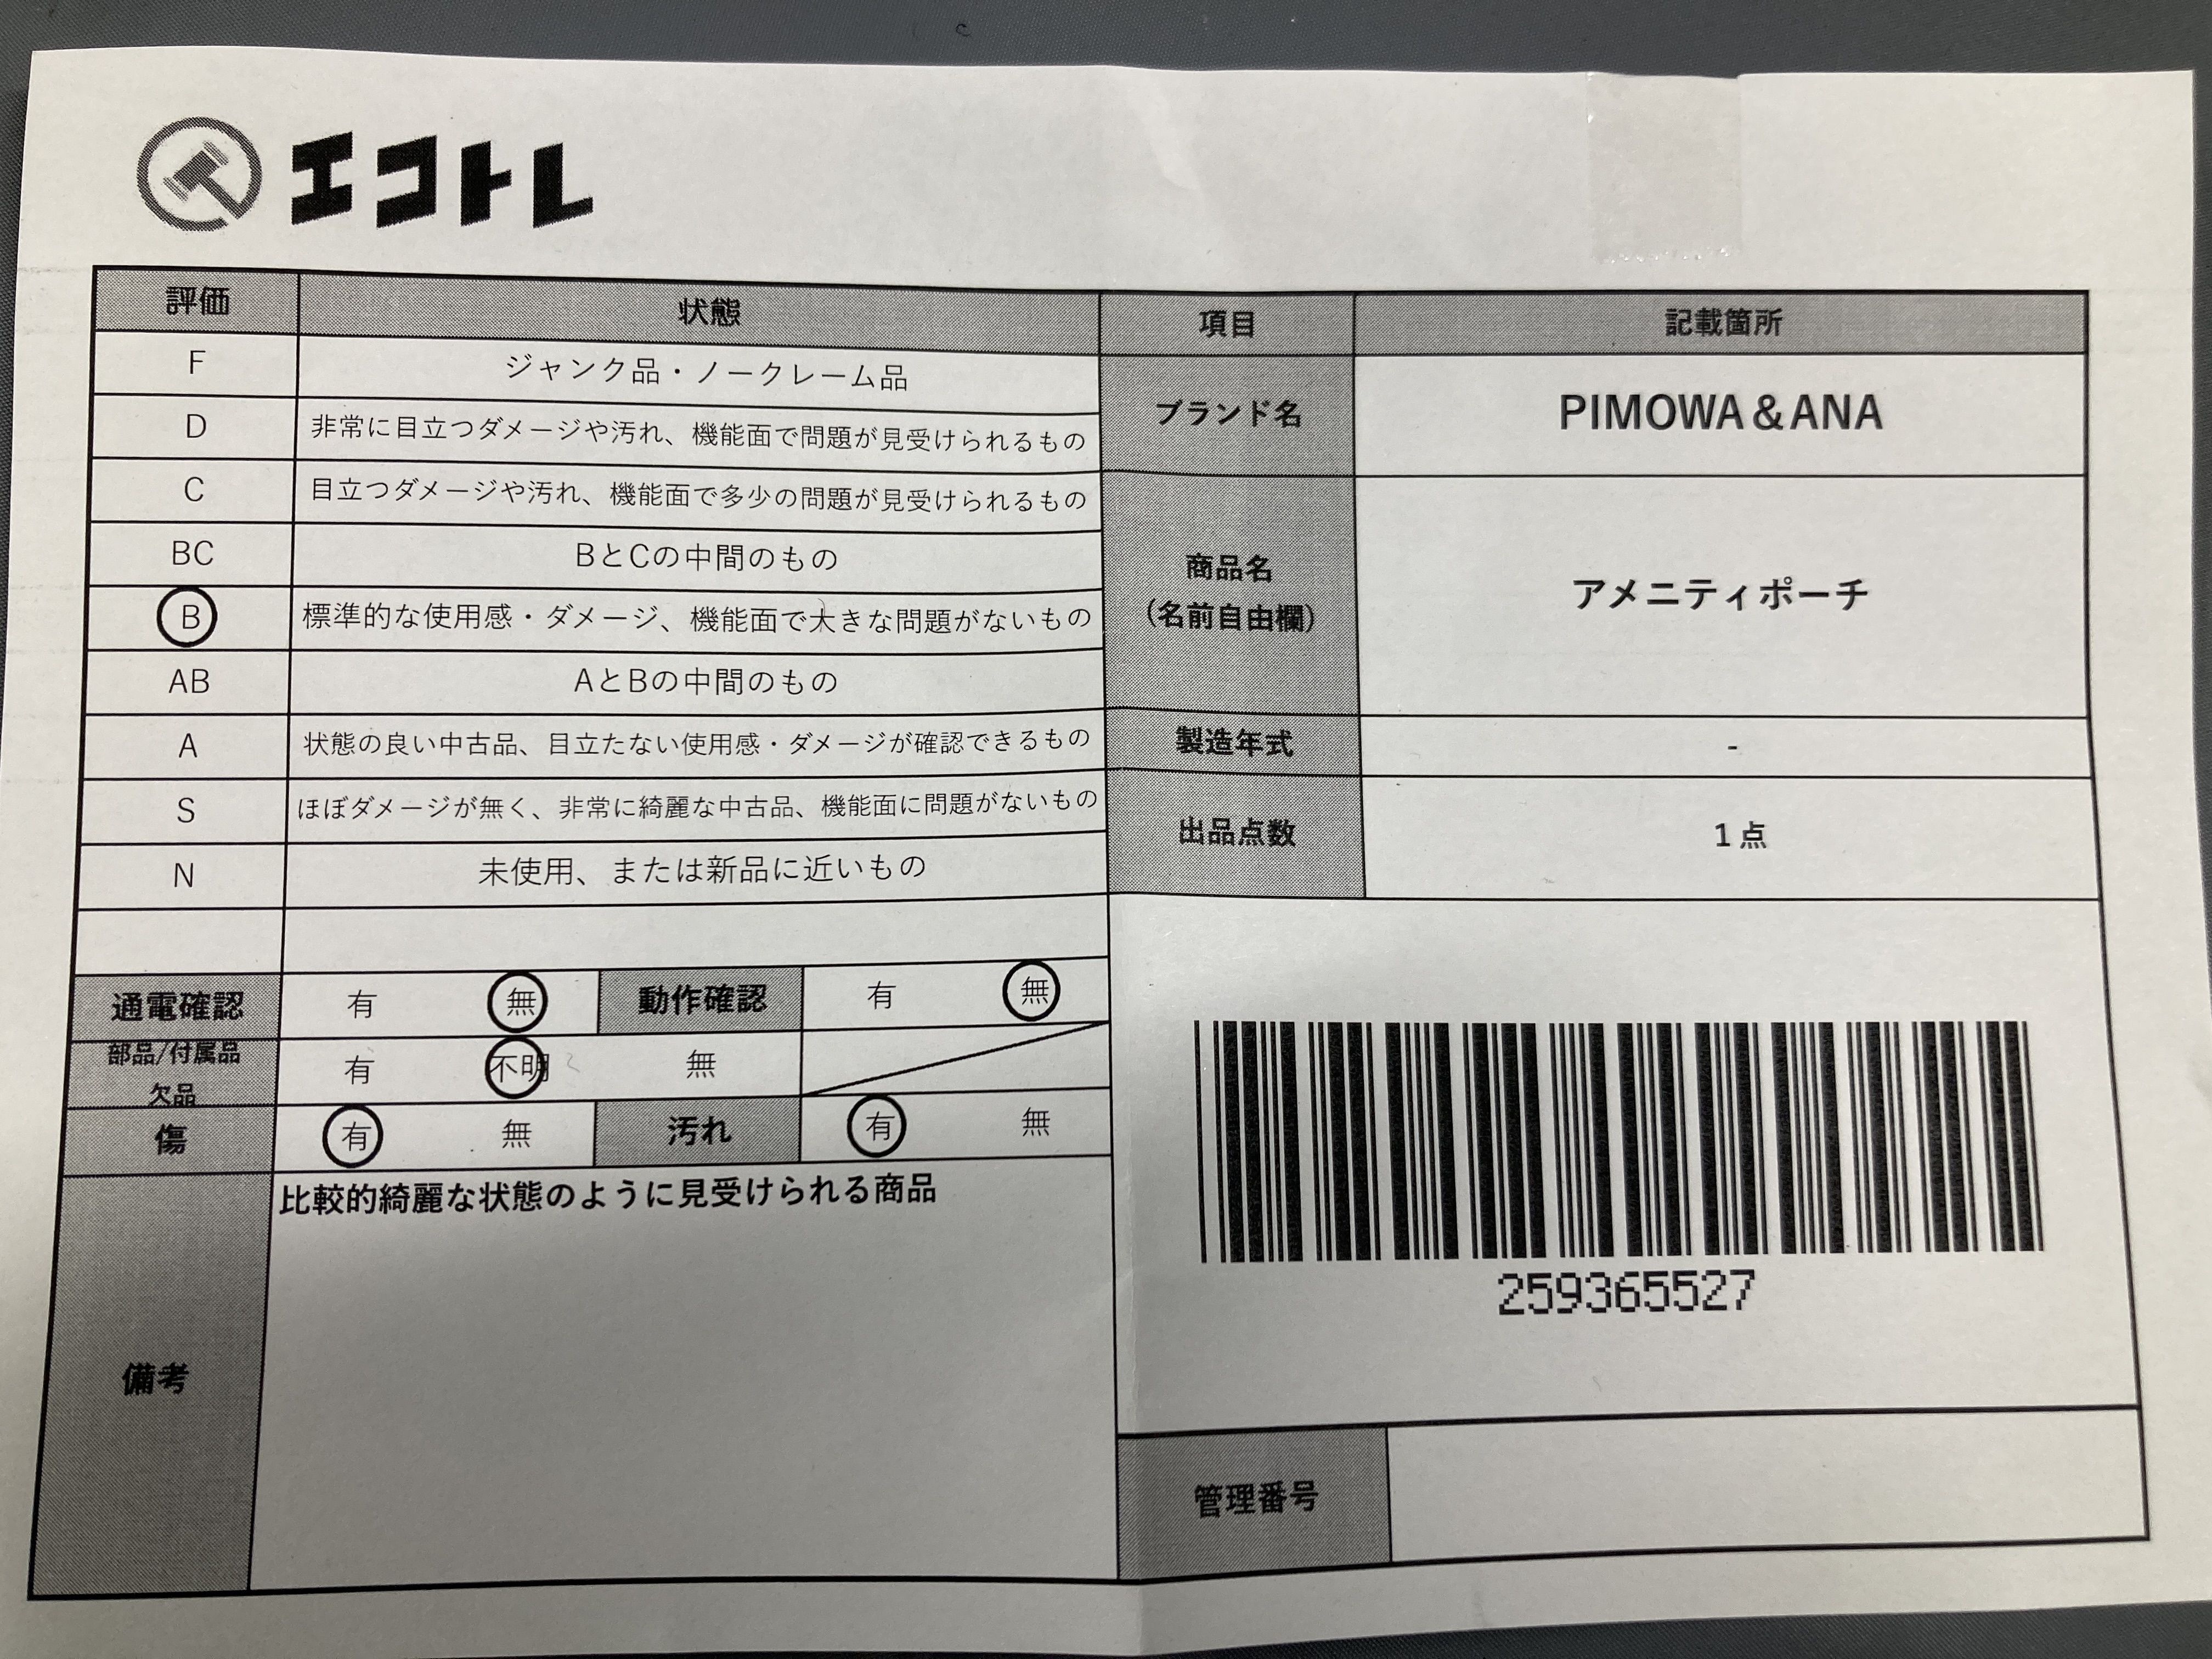 エコトレ
評価 状態
F ジャンク品・ノークレーム品
D 非常に目立つダメージや汚れ、機能面で問題が見受けられるもの
C 目立つダメージや汚れ、機能面で多少の問題が見受けられるもの
BC BとCの中間のもの
B 標準的な使用感・ダメージ、機能面で大きな問題がないもの
AB AとBの中間のもの
A 状態の良い中古品、目立たない使用感・ダメージが確認できるもの
S ほぼダメージが無く、非常に綺麗な中古品、機能面に問題がないもの
N 未使用、または新品に近いもの
通電確認 有 無 動作確認 有 無
部品/付属品
欠品 有 不明 無
傷 有 無 汚れ 有 無
備考 比較的綺麗な状態のように見受けられる商品
項目 記載箇所
ブランド名 PIMOWA&ANA
商品名
(名前自由欄) アメニティポーチ
製造年式 -
出品点数 1点
259365527
管理番号